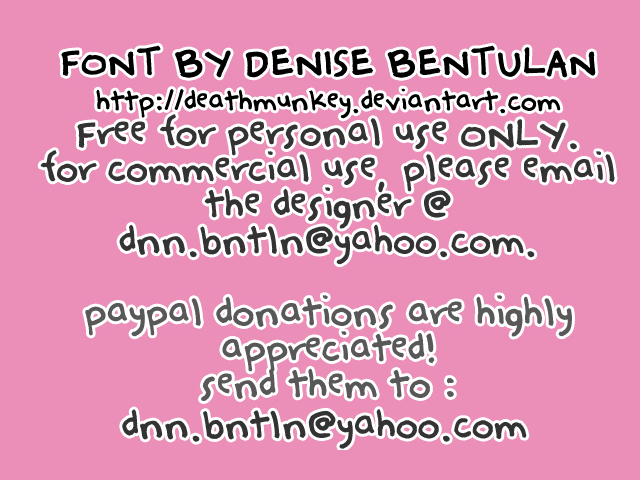 FONT BY DENISE BENTULAN
http://deathmunkey.deviantart.com
Free for personal use ONLY.
for commercial use, please email
the designer @
dnn.bntln@yahoo.com.
paypal donations are highly
appreciated!
send them to :
dnn.bntln@yahoo.com